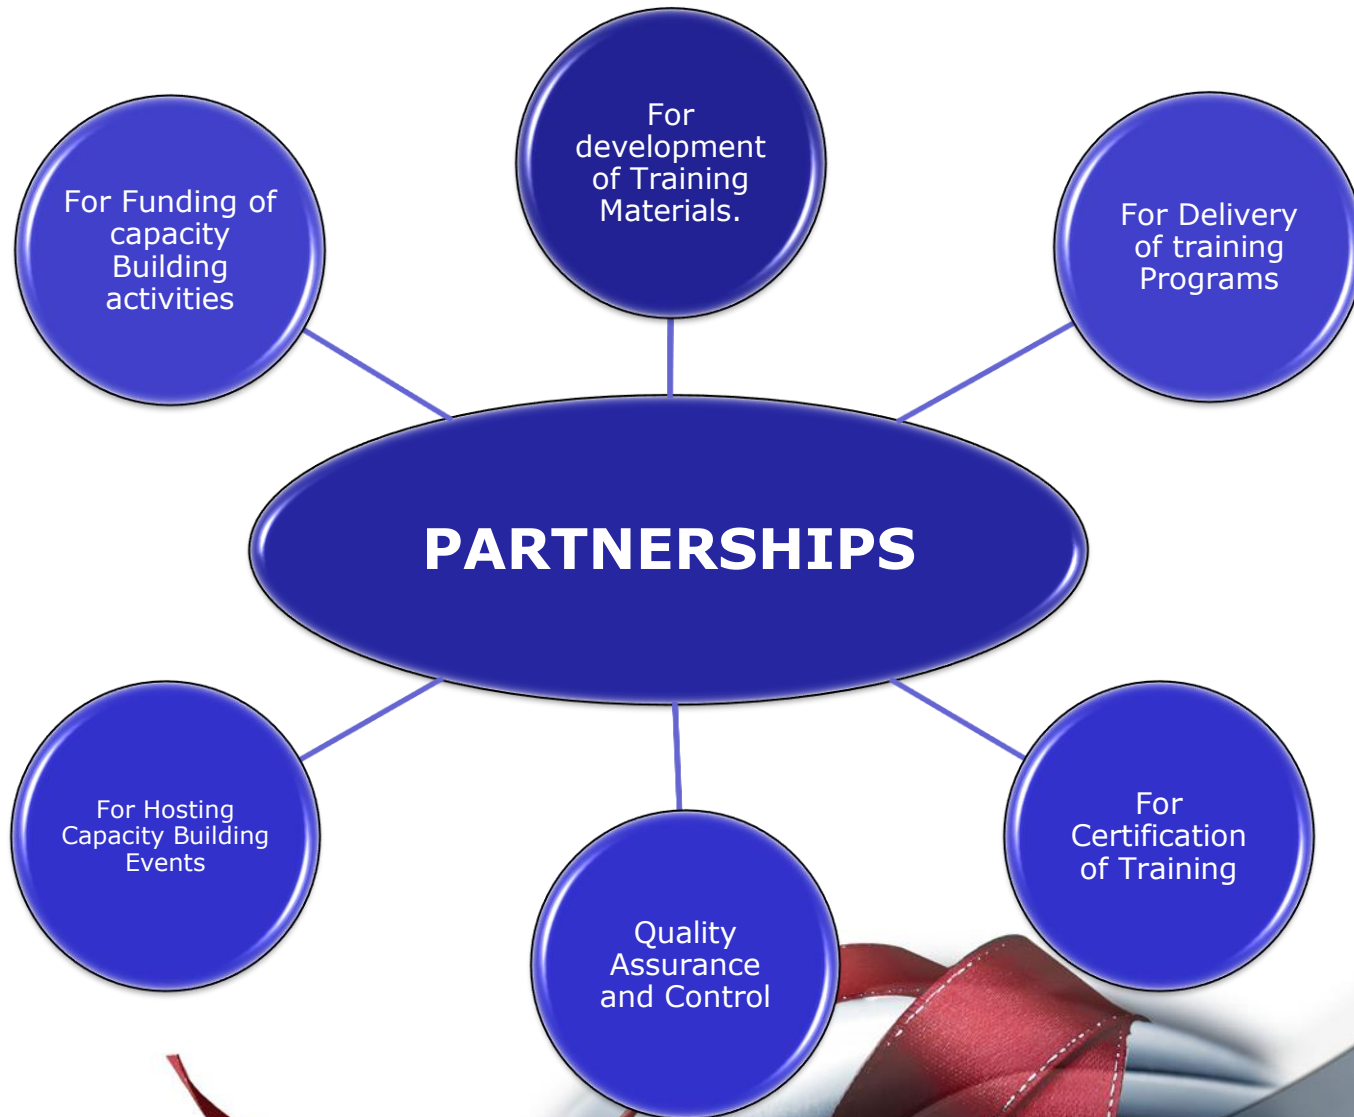 For
development
of Training
Materials.
For Funding of
capacity
Building
activities
For Delivery
of training
Programs
PARTNERSHIPS
For Hosting
Capacity Building
Events
For
Certification
of Training
Quality
Assurance
and Control